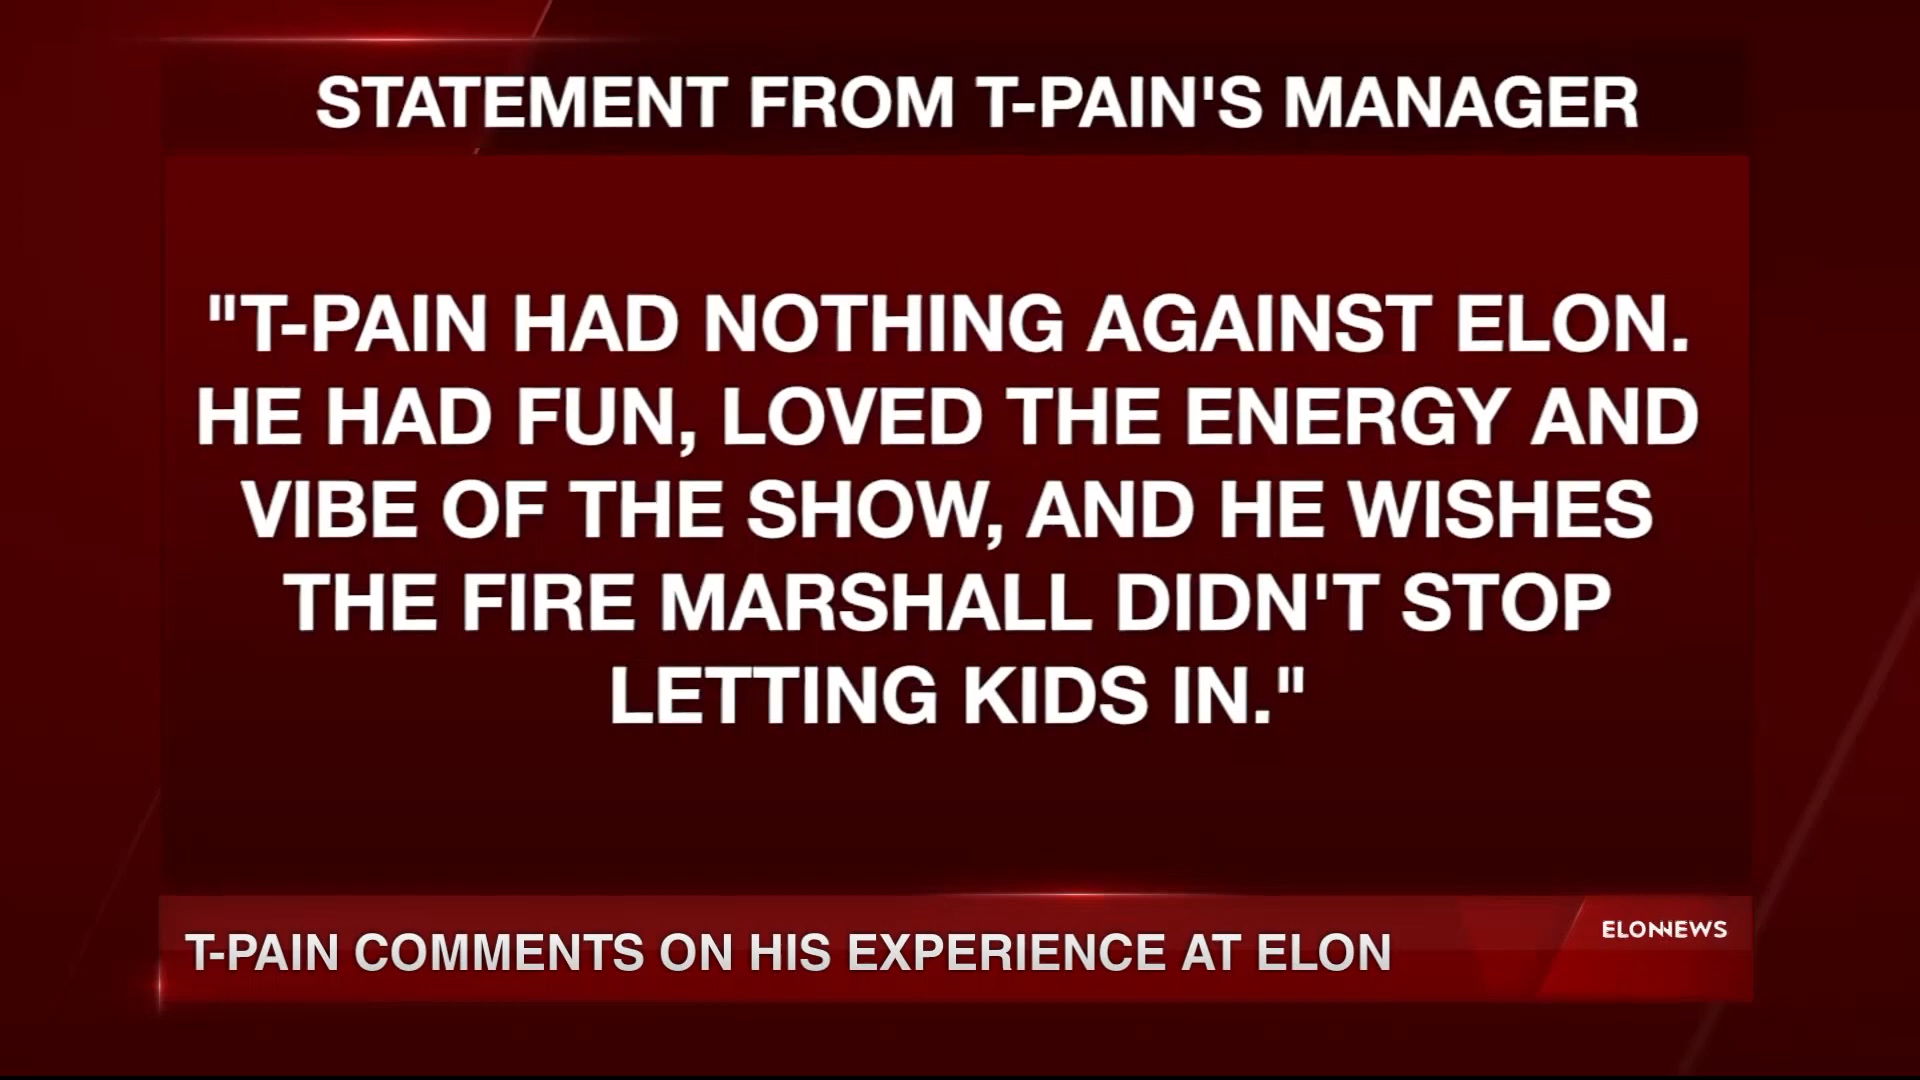 STATEMENT FROM T-PAIN'S MANAGER
"T-PAIN HAD NOTHING AGAINST ELON.
HE HAD FUN, LOVED THE ENERGY AND
VIBE OF THE SHOW, AND HE WISHES
THE FIRE MARSHALL DIDN'T STOP
LETTING KIDS IN."
T-PAIN COMMENTS ON HIS EXPERIENCE AT ELON
ELONNEWS